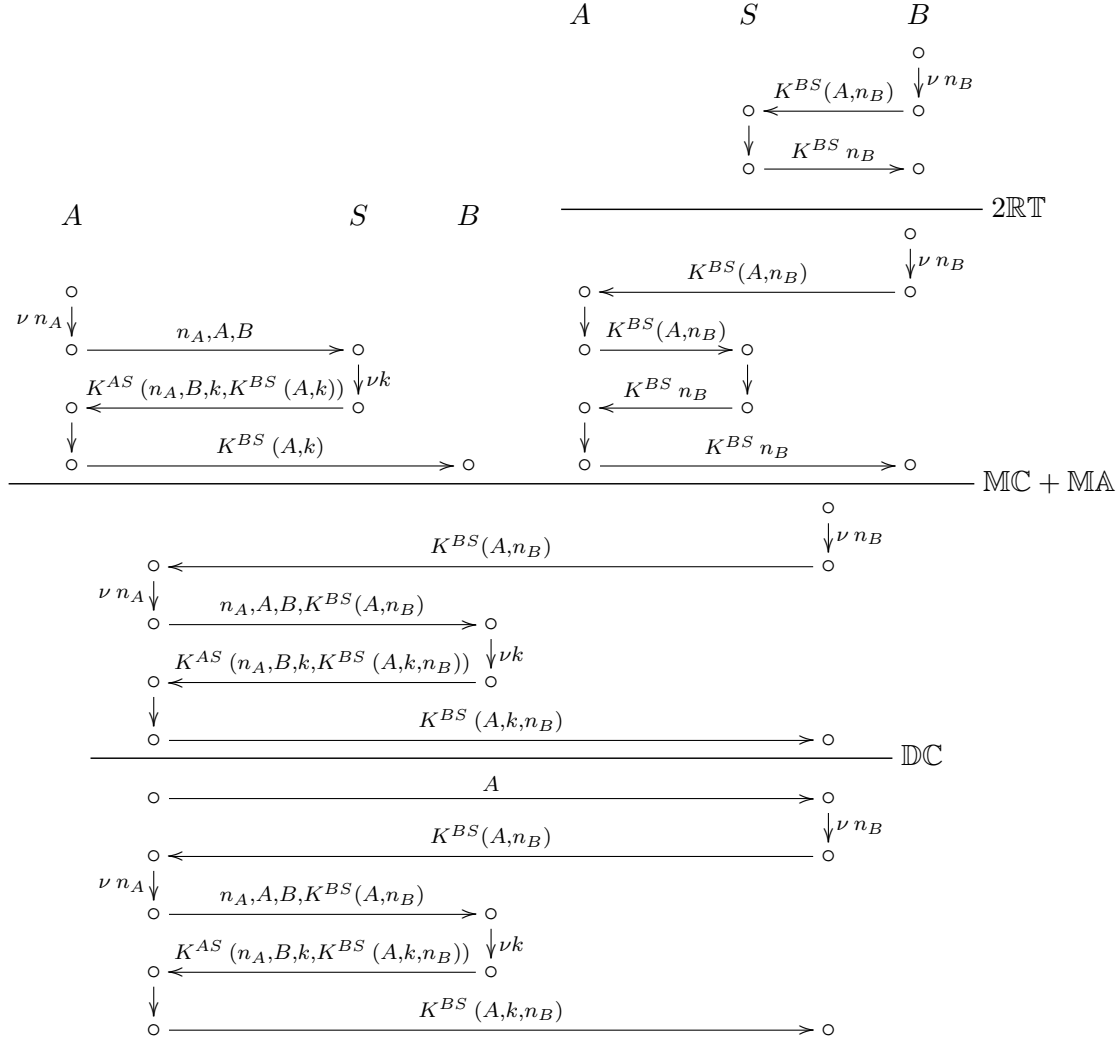 A S B
ν n_B
K^{BS}(A,n_B)
K^{BS} n_B
2ℝ𝕋
A S B
ν n_B
K^{BS}(A,n_B)
ν n_A
n_A,A,B
K^{BS}(A,n_B)
νk
K^{AS} (n_A,B,k,K^{BS} (A,k))
K^{BS} n_B
K^{BS} (A,k)
K^{BS} n_B
𝕄ℂ + 𝕄𝔸
ν n_B
K^{BS}(A,n_B)
ν n_A
n_A,A,B,K^{BS}(A,n_B)
νk
K^{AS} (n_A,B,k,K^{BS} (A,k,n_B))
K^{BS} (A,k,n_B)
𝔻ℂ
A
ν n_B
K^{BS}(A,n_B)
ν n_A
n_A,A,B,K^{BS}(A,n_B)
νk
K^{AS} (n_A,B,k,K^{BS} (A,k,n_B))
K^{BS} (A,k,n_B)